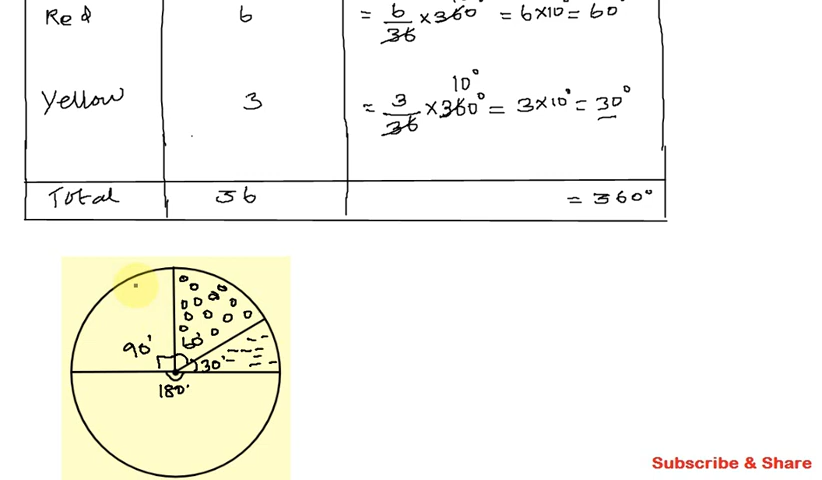 Red 6 = 6/36 × 360° = 6×10° = 60°
10°
Yellow 3 = 3/36 × 360° = 3×10° = 30°
Total 36 = 360°
90° 60°
30°
180°
Subscribe & Share